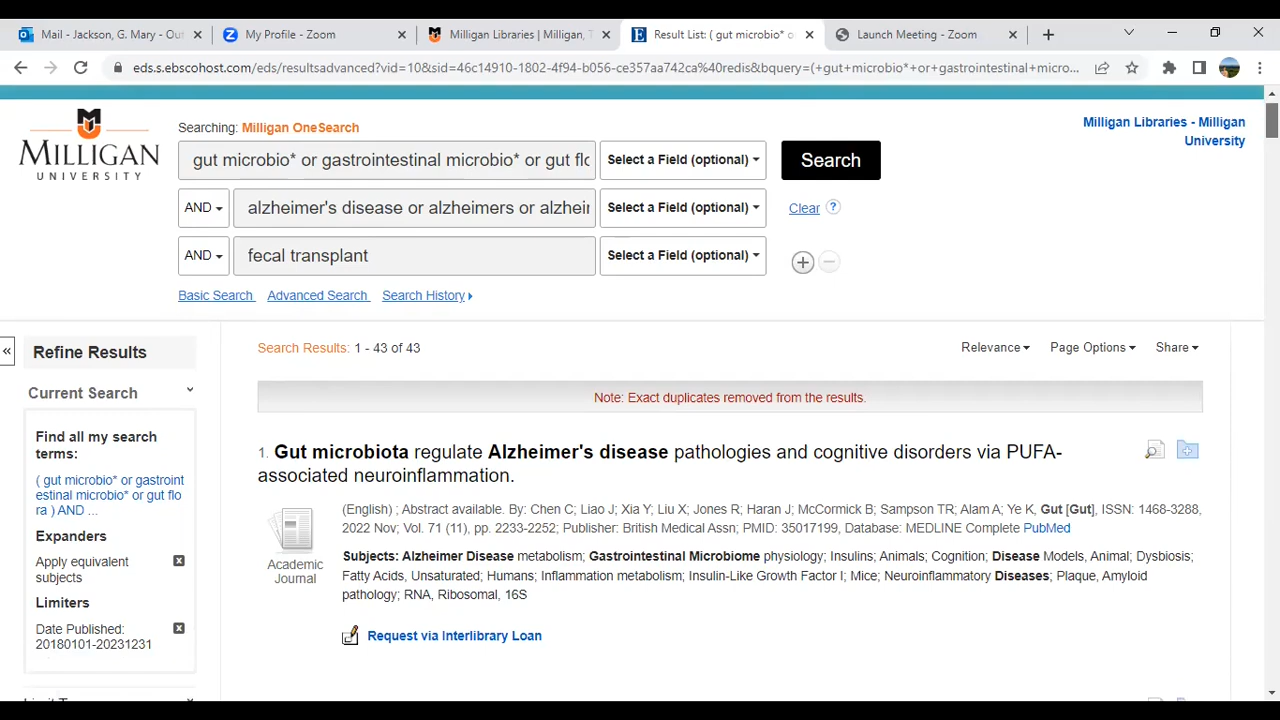 Mail - Jackson, G. Mary - Out
My Profile - Zoom
Milligan Libraries | Milligan, T
Result List: ( gut microbio* o
Launch Meeting - Zoom
eds.s.ebscohost.com/eds/resultsadvanced?vid=10&sid=46c14910-1802-4f94-b056-ce357aa742ca%40redis&bquery=(+gut+microbio*+or+gastrointestinal+micro...
MILLIGAN
UNIVERSITY
Searching: Milligan OneSearch
Milligan Libraries - Milligan
University
gut microbio* or gastrointestinal microbio* or gut flo
Select a Field (optional)
Search
AND
alzheimer's disease or alzheimers or alzhei
Select a Field (optional)
Clear
?
AND
fecal transplant
Select a Field (optional)
Basic Search
Advanced Search
Search History
«
Refine Results
Current Search
Find all my search
terms:
( gut microbio* or gastroint
estinal microbio* or gut flo
ra ) AND ...
Expanders
Apply equivalent
subjects
Limiters
Date Published:
20180101-20231231
Search Results: 1 - 43 of 43
Relevance
Page Options
Share
Note: Exact duplicates removed from the results.
1. Gut microbiota regulate Alzheimer's disease pathologies and cognitive disorders via PUFA-
associated neuroinflammation.
Academic
Journal
(English) ; Abstract available. By: Chen C; Liao J; Xia Y; Liu X; Jones R; Haran J; McCormick B; Sampson TR; Alam A; Ye K, Gut [Gut], ISSN: 1468-3288,
2022 Nov; Vol. 71 (11), pp. 2233-2252; Publisher: British Medical Assn; PMID: 35017199, Database: MEDLINE Complete PubMed
Subjects: Alzheimer Disease metabolism; Gastrointestinal Microbiome physiology; Insulins; Animals; Cognition; Disease Models, Animal; Dysbiosis;
Fatty Acids, Unsaturated; Humans; Inflammation metabolism; Insulin-Like Growth Factor I; Mice; Neuroinflammatory Diseases; Plaque, Amyloid
pathology; RNA, Ribosomal, 16S
Request via Interlibrary Loan